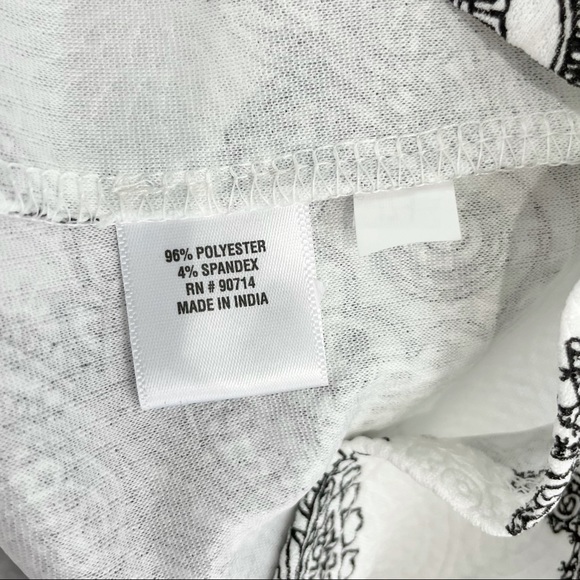 96% POLYESTER
4% SPANDEX
RN # 90714
MADE IN INDIA